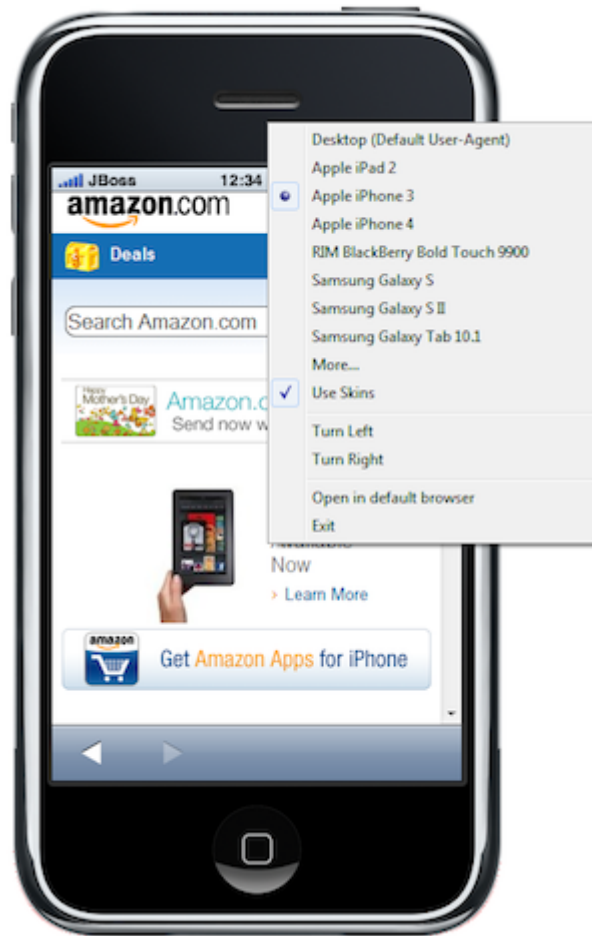 JBoss 12:34
amazon.com
Deals
Search Amazon.com
Happy
Mother's Day
Amazon.c
Send now w
Available
Now
› Learn More
amazon
Get Amazon Apps for iPhone
Desktop (Default User-Agent)
Apple iPad 2
Apple iPhone 3
Apple iPhone 4
RIM BlackBerry Bold Touch 9900
Samsung Galaxy S
Samsung Galaxy S II
Samsung Galaxy Tab 10.1
More...
Use Skins
Turn Left
Turn Right
Open in default browser
Exit